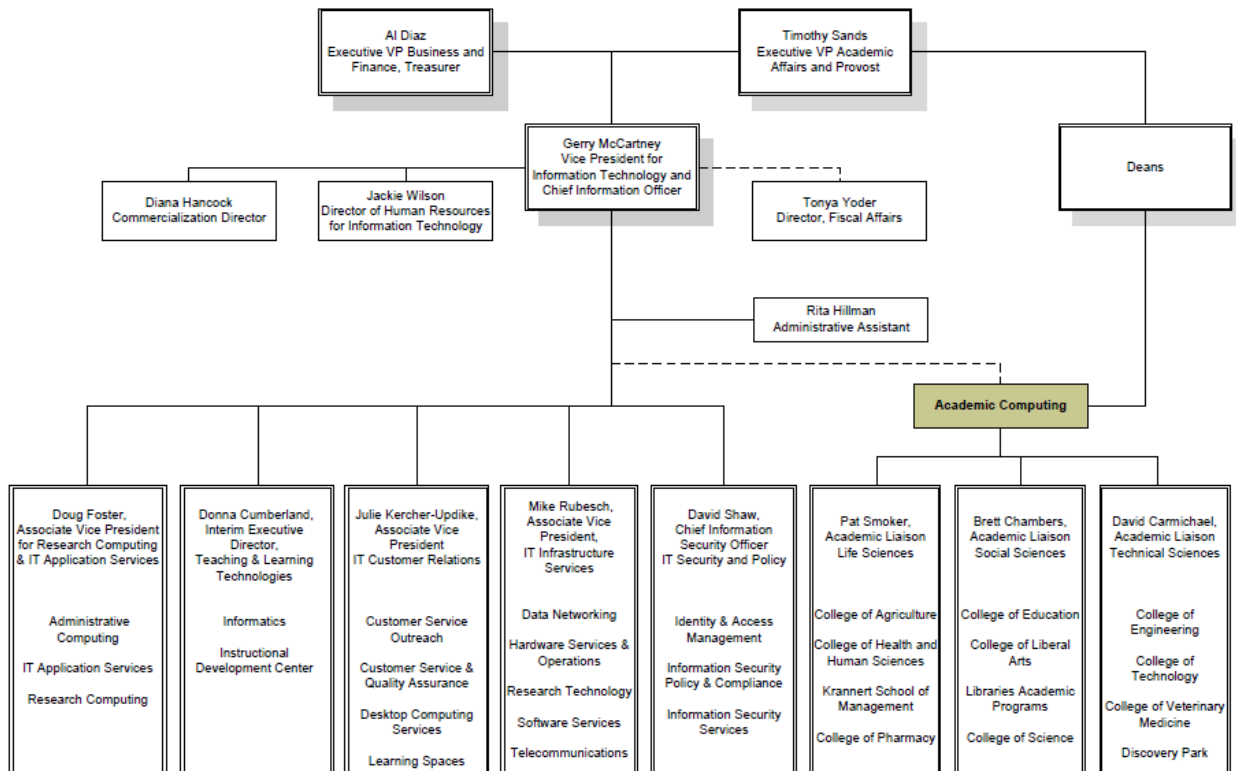 Al Diaz
Executive VP Business and
Finance, Treasurer
Timothy Sands
Executive VP Academic
Affairs and Provost
Gerry McCartney
Vice President for
Information Technology and
Chief Information Officer
Deans
Diana Hancock
Commercialization Director
Jackie Wilson
Director of Human Resources
for Information Technology
Tonya Yoder
Director, Fiscal Affairs
Rita Hillman
Administrative Assistant
Academic Computing
Doug Foster,
Associate Vice President
for Research Computing
& IT Application Services
Administrative
Computing
IT Application Services
Research Computing
Donna Cumberland,
Interim Executive
Director,
Teaching & Learning
Technologies
Informatics
Instructional
Development Center
Julie Kercher-Updike,
Associate Vice
President
IT Customer Relations
Customer Service
Outreach
Customer Service &
Quality Assurance
Desktop Computing
Services
Learning Spaces
Mike Rubesch,
Associate Vice
President,
IT Infrastructure
Services
Data Networking
Hardware Services &
Operations
Research Technology
Software Services
Telecommunications
David Shaw,
Chief Information
Security Officer
IT Security and Policy
Identity & Access
Management
Information Security
Policy & Compliance
Information Security
Services
Pat Smoker,
Academic Liaison
Life Sciences
College of Agriculture
College of Health and
Human Sciences
Krannert School of
Management
College of Pharmacy
Brett Chambers,
Academic Liaison
Social Sciences
College of Education
College of Liberal
Arts
Libraries Academic
Programs
College of Science
David Carmichael,
Academic Liaison
Technical Sciences
College of
Engineering
College of
Technology
College of Veterinary
Medicine
Discovery Park